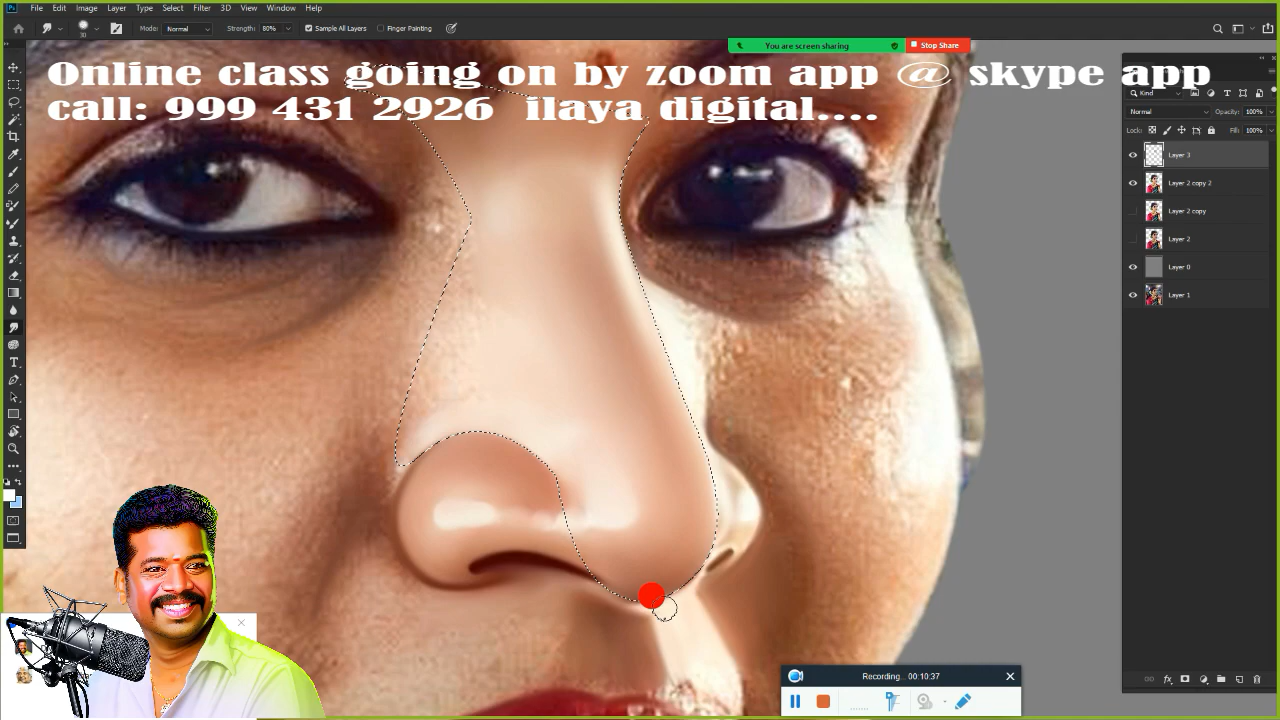 File Edit Image Layer Type Select Filter 3D View Window Help
Mode: Normal Strength: 80% Sample All Layers Finger Painting
30
You are screen sharing Stop Share
Online class going on by zoom app @ skype app
call: 999 431 2926 ilaya digital....
Kind
Normal Opacity: 100%
Lock: Fill: 100%
Layer 3
Layer 2 copy 2
Layer 2 copy
Layer 2
Layer 0
Layer 1
Recording... 00:10:37